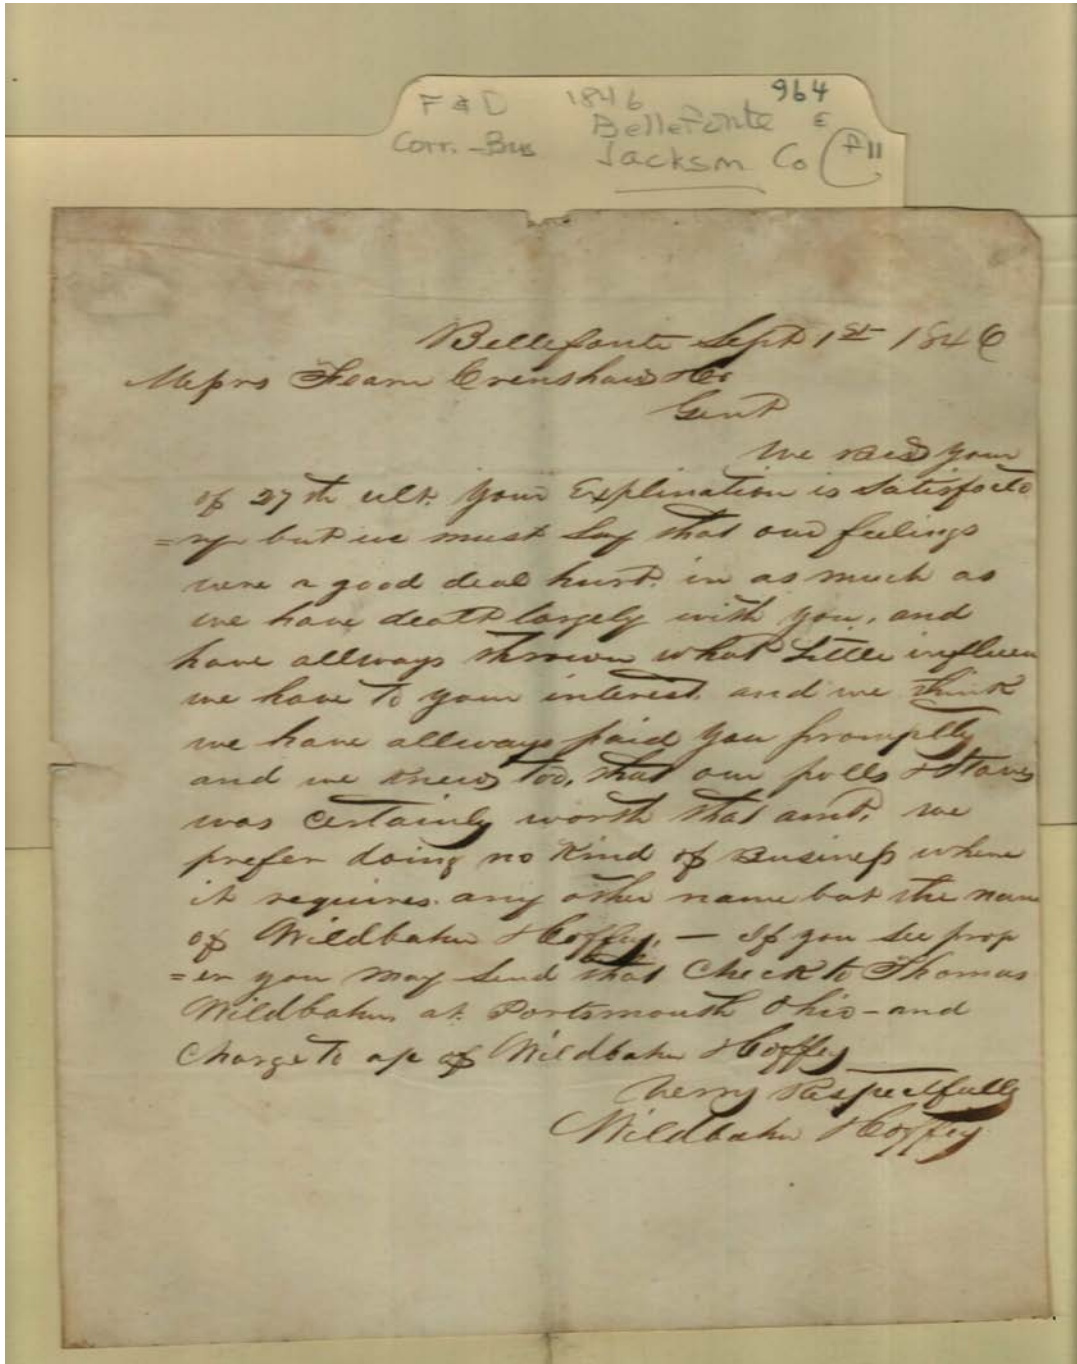 F & D 1846 964
Corr. - Bus Bellefonte
Jackson Co
Bellefonte Sept 1st 1846
Messrs Fearn Crenshaw & Co
Gent
We recd your
of 27th ult. Your Explination is Satisfacto
=ry but we must Say that our feelings
were a good deal hurt. in as much as
we have dealt largely with you, and
have allways thrown what Little influen
we have to your interest. and we think
we have allways paid you promptly
and we knew too, that our polls & Staves
was certainly worth that amt. we
prefer doing no Kind of Business where
it requires any other name but the name
of Wildbahn & Coffey. — If you see prop
=er you may Send that Check to Thomas
Wildbahn at Portsmouth Ohio - and
Charge to a/c of Wildbahn & Coffey
Verry Respectfully
Wildbahn & Coffey